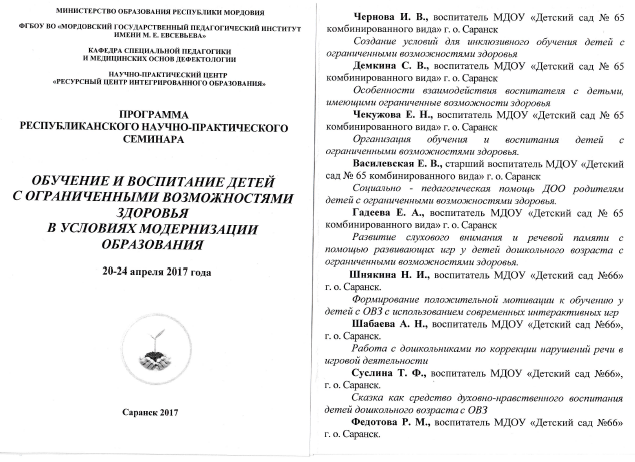 МИНИСТЕРСТВО ОБРАЗОВАНИЯ РЕСПУБЛИКИ МОРДОВИЯ
ФГБОУ ВО «МОРДОВСКИЙ ГОСУДАРСТВЕННЫЙ ПЕДАГОГИЧЕСКИЙ ИНСТИТУТ
ИМЕНИ М. Е. ЕВСЕВЬЕВА»
КАФЕДРА СПЕЦИАЛЬНОЙ ПЕДАГОГИКИ
И МЕДИЦИНСКИХ ОСНОВ ДЕФЕКТОЛОГИИ
НАУЧНО-ПРАКТИЧЕСКИЙ ЦЕНТР
«РЕСУРСНЫЙ ЦЕНТР ИНТЕГРИРОВАННОГО ОБРАЗОВАНИЯ»
ПРОГРАММА
РЕСПУБЛИКАНСКОГО НАУЧНО-ПРАКТИЧЕСКОГО
СЕМИНАРА
ОБУЧЕНИЕ И ВОСПИТАНИЕ ДЕТЕЙ
С ОГРАНИЧЕННЫМИ ВОЗМОЖНОСТЯМИ
ЗДОРОВЬЯ
В УСЛОВИЯХ МОДЕРНИЗАЦИИ
ОБРАЗОВАНИЯ
20-24 апреля 2017 года
Саранск 2017
Чернова И. В., воспитатель МДОУ «Детский сад № 65
комбинированного вида» г. о. Саранск
Создание условий для инклюзивного обучения детей с
ограниченными возможностями здоровья
Демкина С. В., воспитатель МДОУ «Детский сад № 65
комбинированного вида» г. о. Саранск
Особенности взаимодействия воспитателя с детьми,
имеющими ограниченные возможности здоровья
Чекужова Е. Н., воспитатель МДОУ «Детский сад № 65
комбинированного вида» г. о. Саранск
Организация обучения и воспитания детей с
ограниченными возможностями здоровья.
Василевская Е. В., старший воспитатель МДОУ «Детский
сад № 65 комбинированного вида» г. о. Саранск
Социально - педагогическая помощь ДОО родителям
детей с ограниченными возможностями здоровья.
Гадеева Е. А., воспитатель МДОУ «Детский сад № 65
комбинированного вида» г. о. Саранск
Развитие слухового внимания и речевой памяти с
помощью развивающих игр у детей дошкольного возраста с
ограниченными возможностями здоровья.
Шнякина Н. И., воспитатель МДОУ «Детский сад №66»
г. о. Саранск.
Формирование положительной мотивации к обучению у
детей с ОВЗ с использованием современных интерактивных игр
Шабаева А. Н., воспитатель МДОУ «Детский сад №66»,
г. о. Саранск.
Работа с дошкольниками по коррекции нарушений речи в
игровой деятельности
Суслина Т. Ф., воспитатель МДОУ «Детский сад №66»,
г. о. Саранск.
Сказка как средство духовно-нравственного воспитания
детей дошкольного возраста с ОВЗ
Федотова Р. М., воспитатель МДОУ «Детский сад №66»
г. о. Саранск.